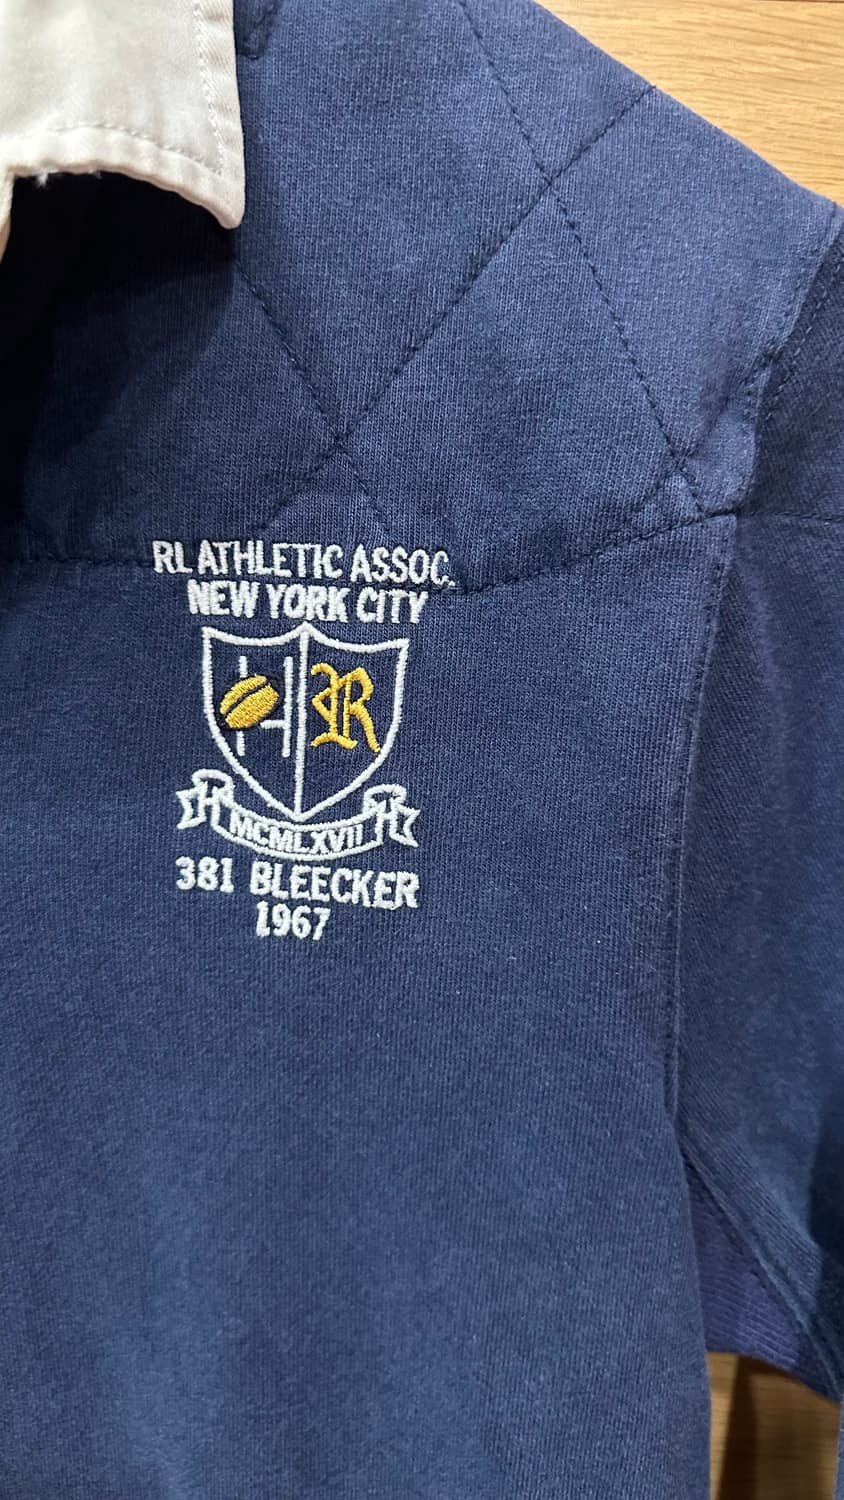 RL ATHLETIC ASSOC.
NEW YORK CITY
R
MCMLXVII
381 BLEECKER
1967